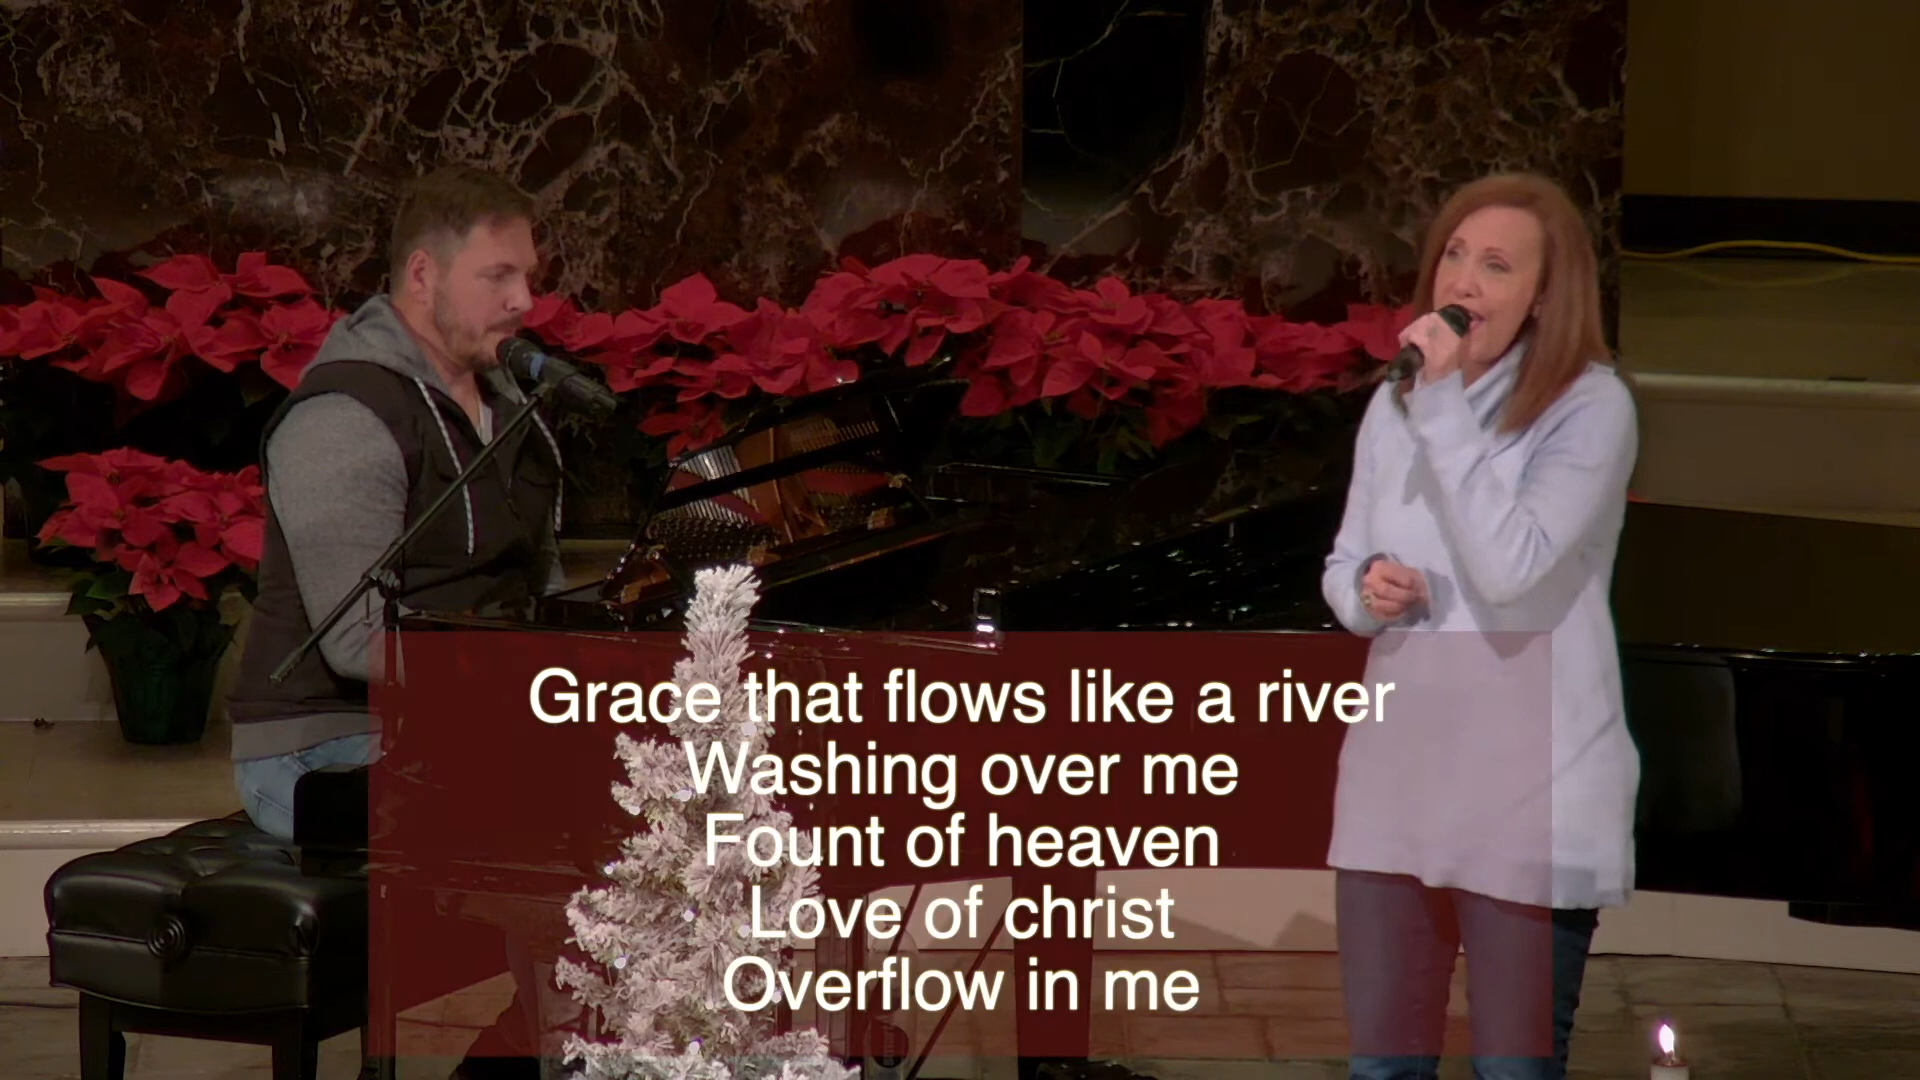 Grace that flows like a river
Washing over me
Fount of heaven
Love of christ
Overflow in me